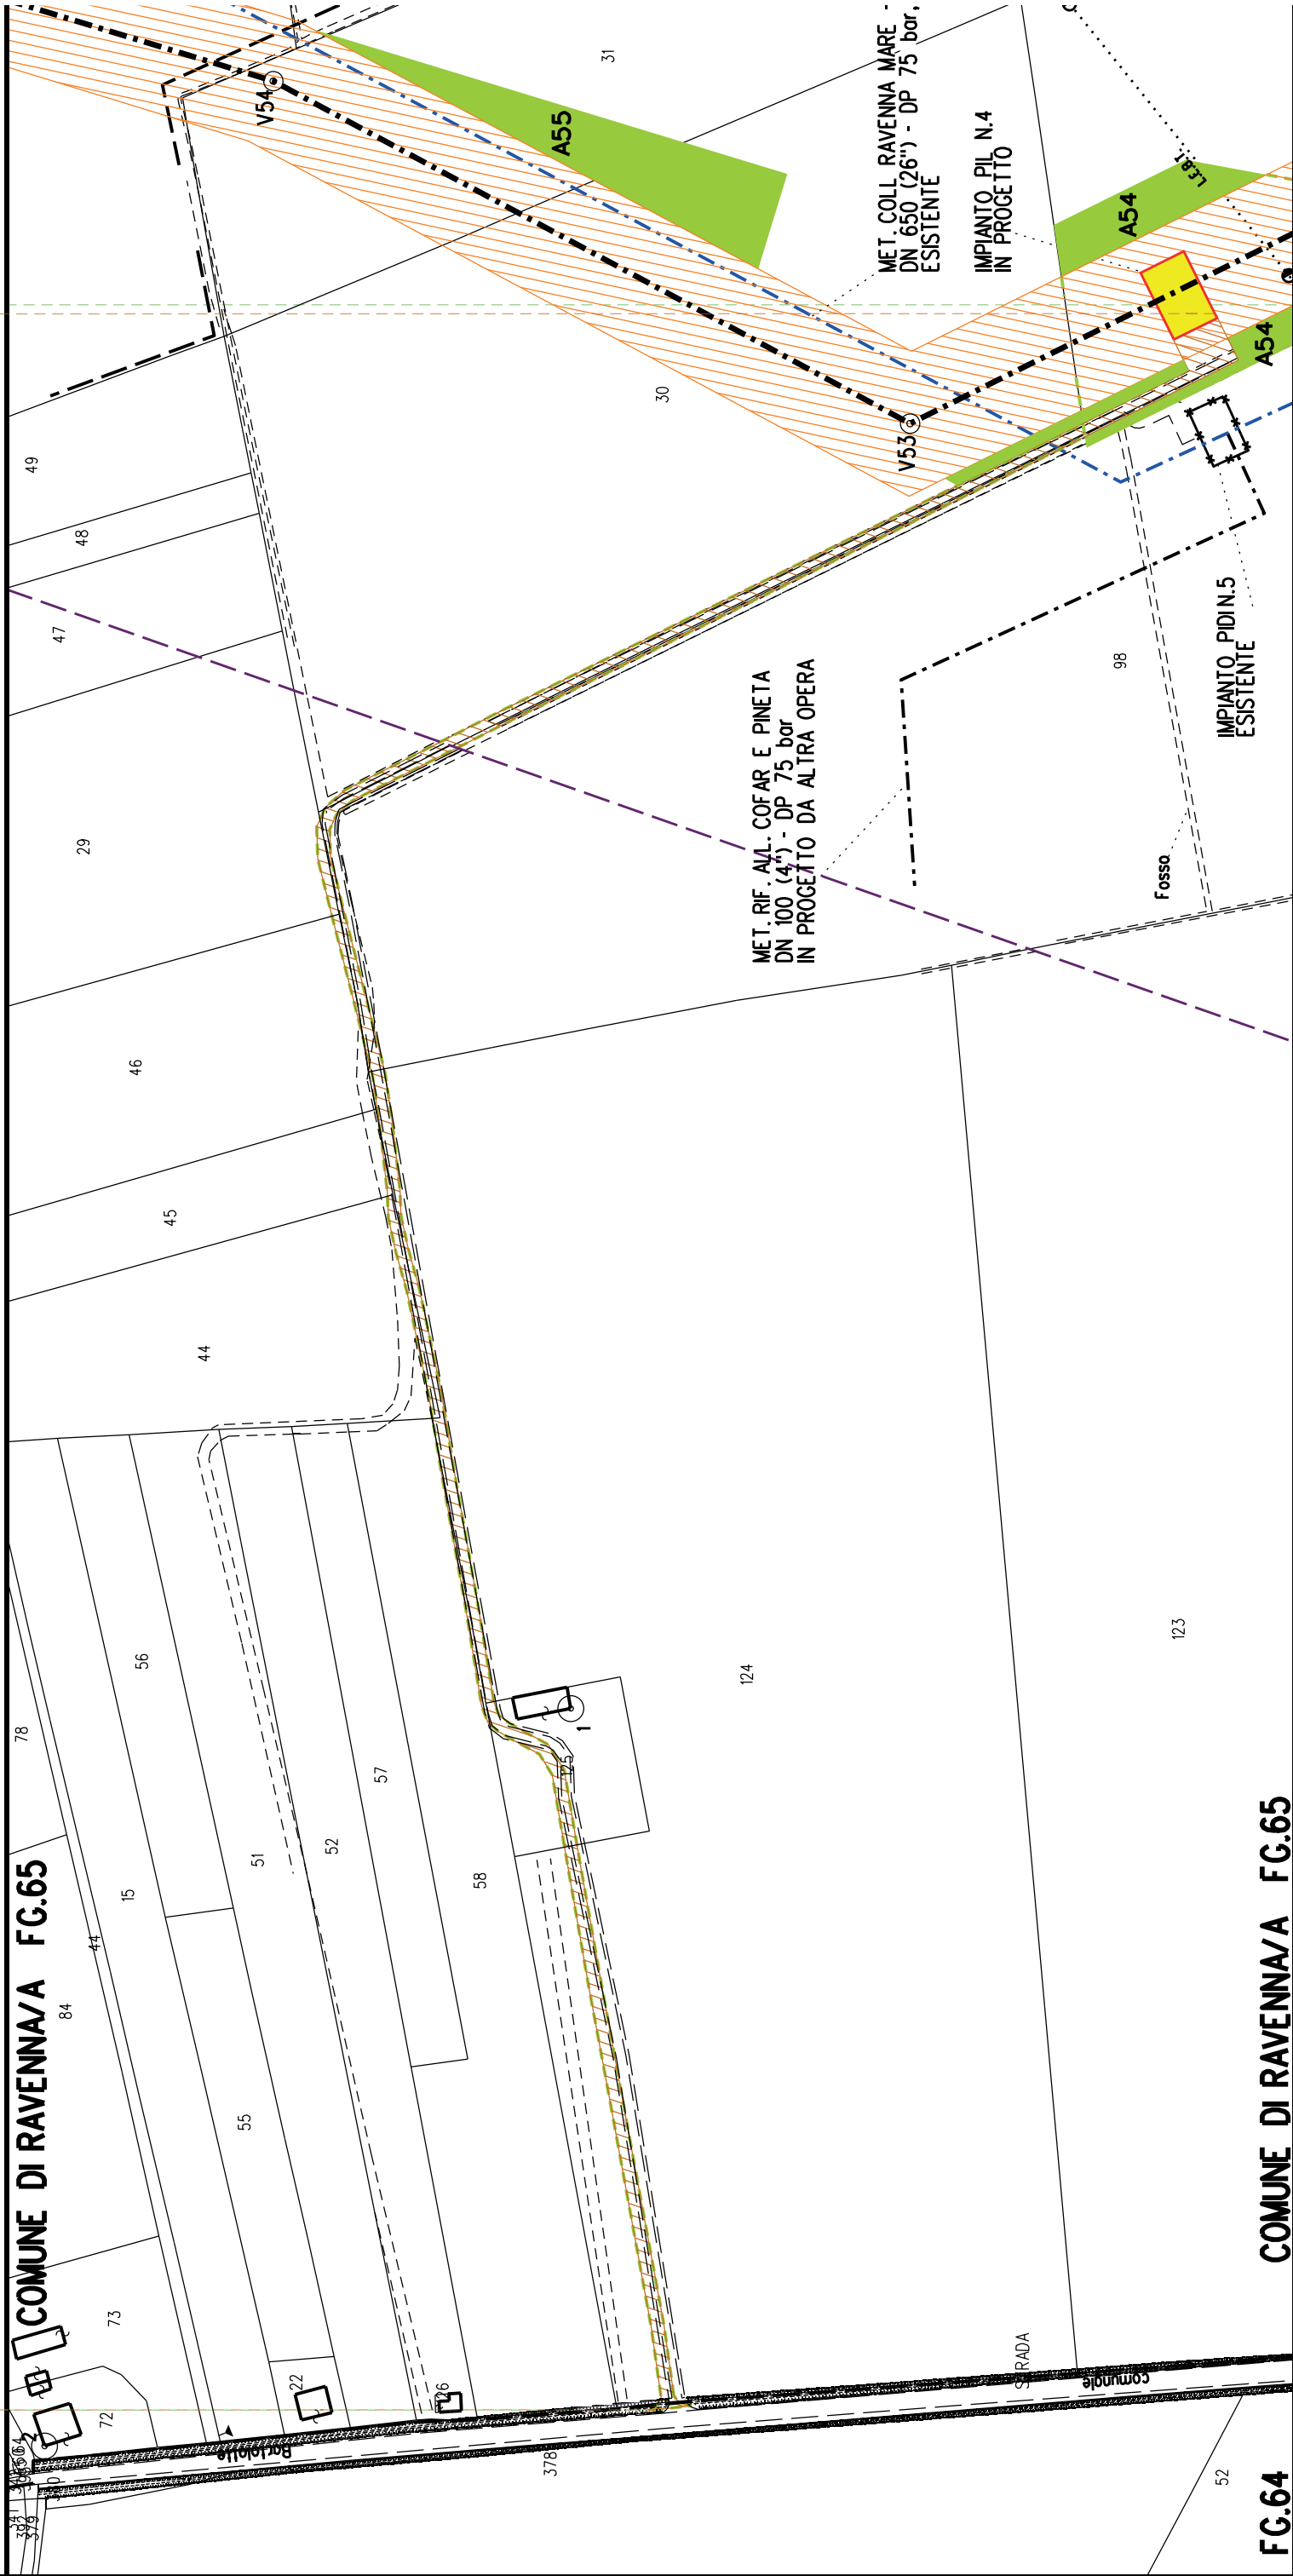 V54
A55
31
MET. COLL RAVENNA MARE -
DN 650 (26") - DP 75 bar,
ESISTENTE
IMPIANTO PIL N.4
IN PROGETTO
A54
A54
V53
30
49
48
47
29
46
45
44
MET. RIF. ALL. COFAR E PINETA
DN 100 (4") - DP 75 bar
IN PROGETTO DA ALTRA OPERA
98
IMPIANTO PIDI N.5
ESISTENTE
Fosso
56
78
57
52
51
15
44
84
58
55
125
1
124
123
COMUNE DI RAVENNA/A FG.65
COMUNE DI RAVENNA/A FG.65
73
72
22
126
2
Bortolotte
STRADA
comunale
378
379
52
FG.64